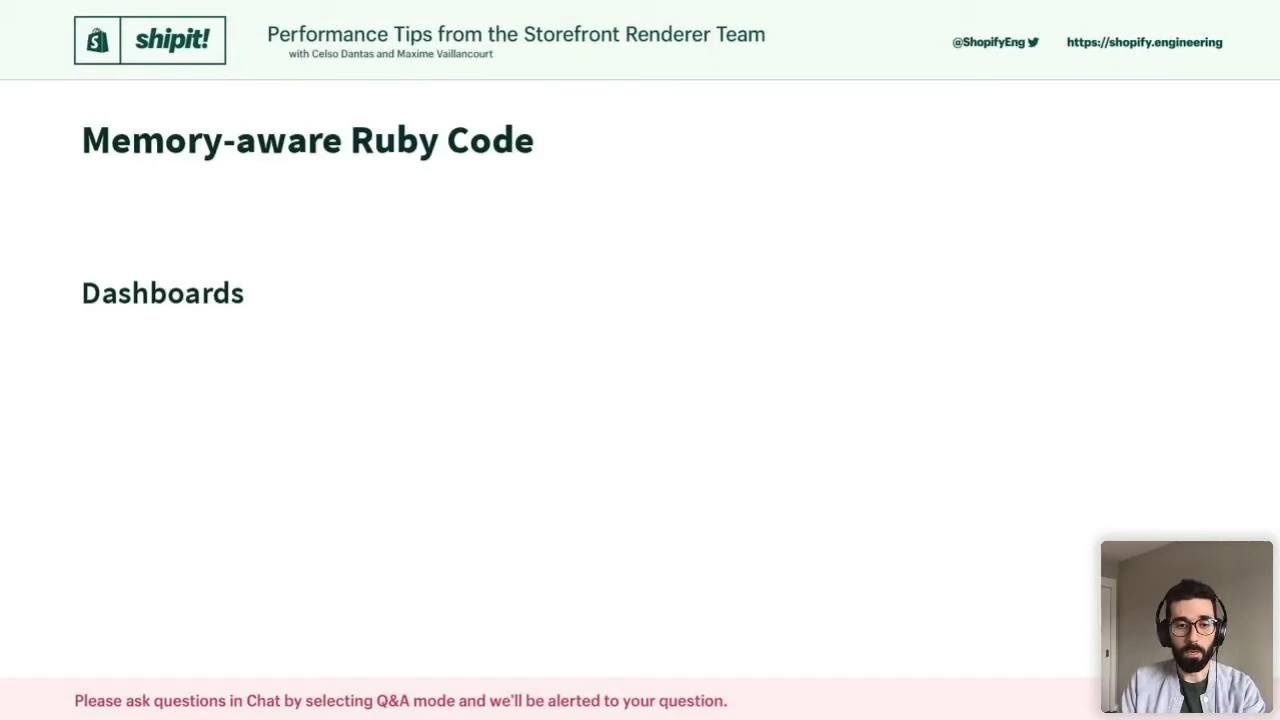 shipit!
Performance Tips from the Storefront Renderer Team
with Celso Dantas and Maxime Vaillancourt
@ShopifyEng
https://shopify.engineering
Memory-aware Ruby Code
Dashboards
Please ask questions in Chat by selecting Q&A mode and we'll be alerted to your question.